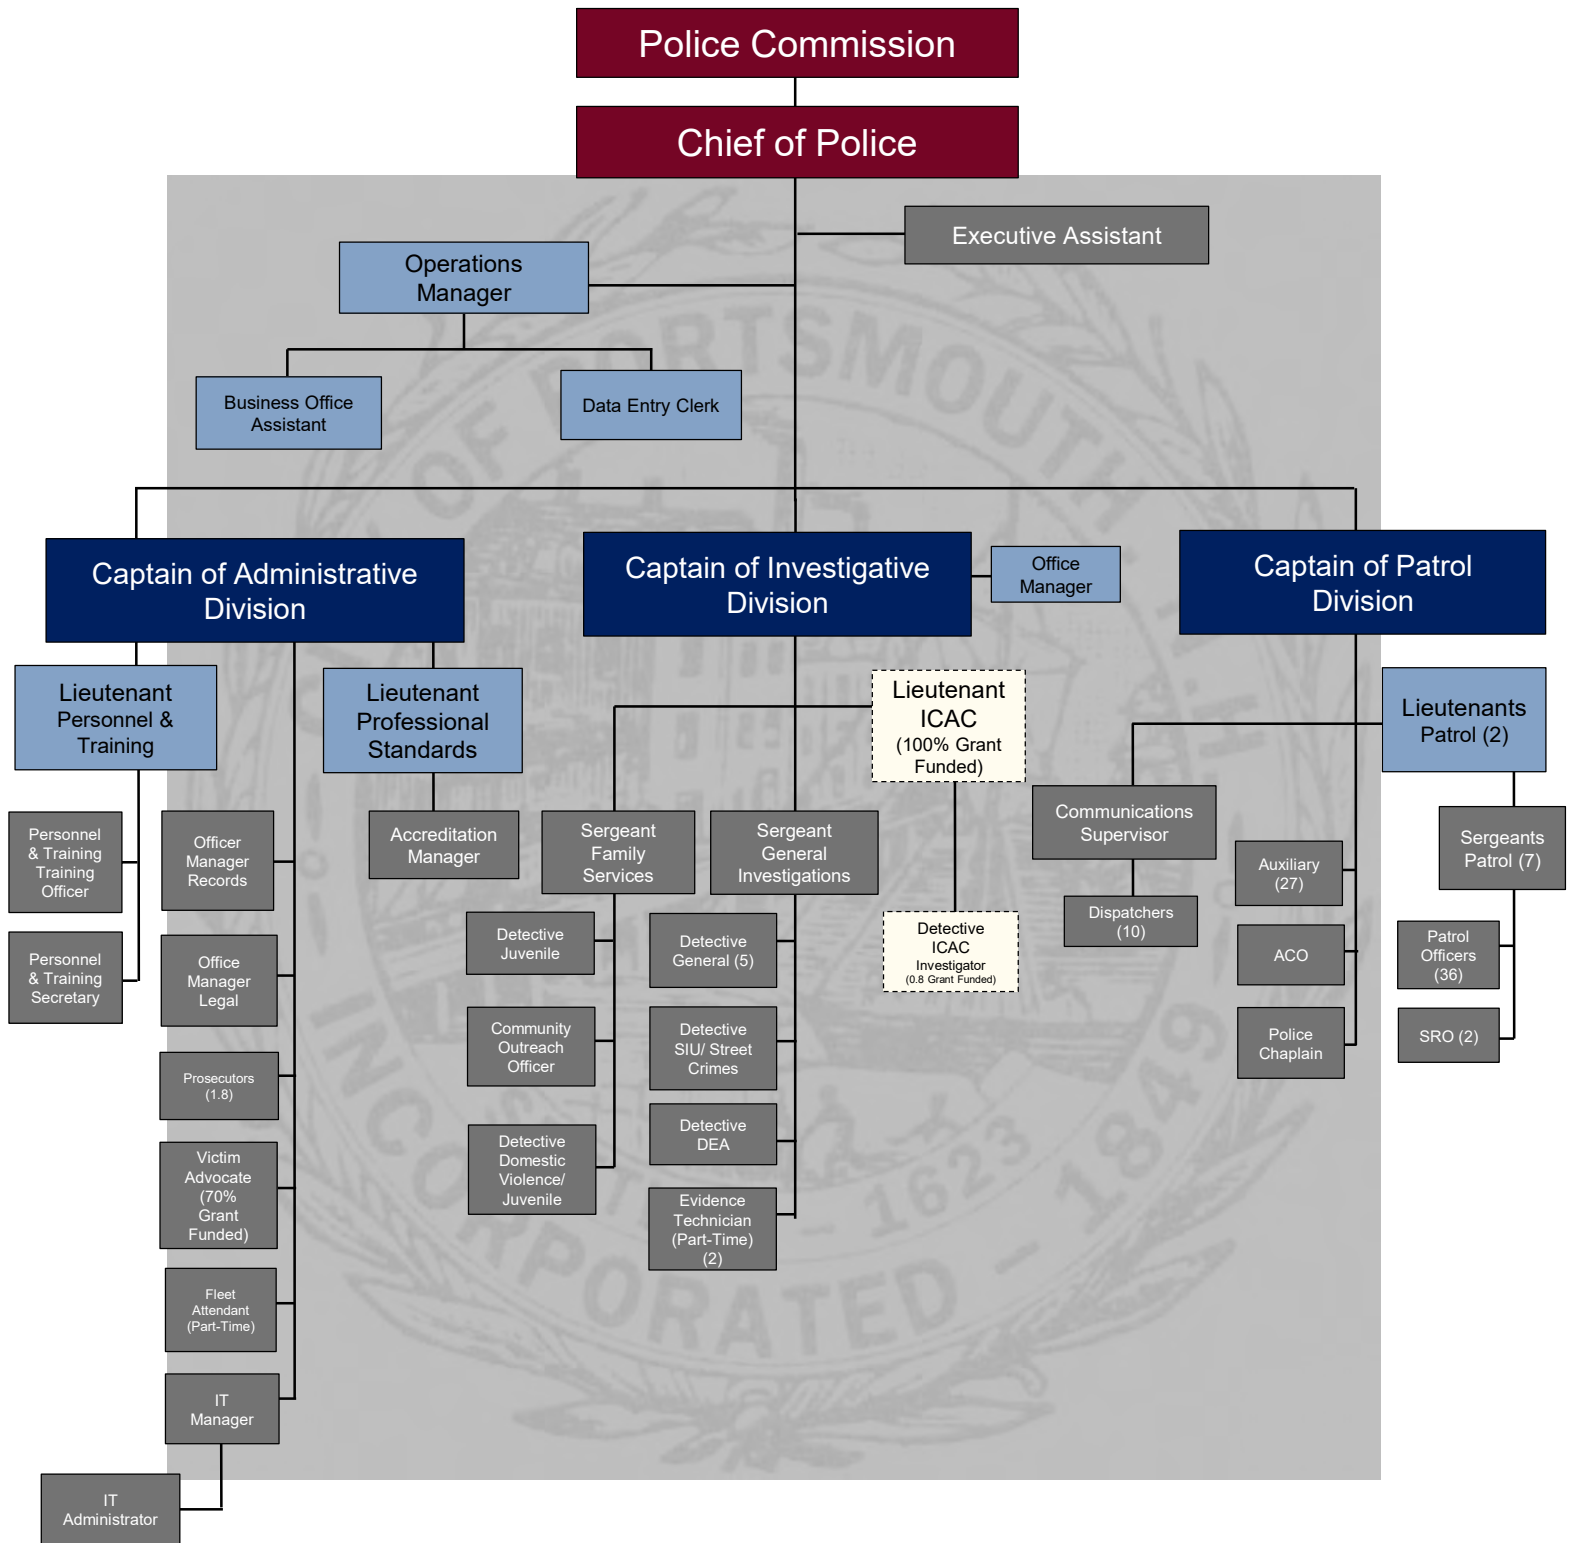 Police Commission
Chief of Police
Executive Assistant
Operations
Manager
Business Office
Assistant
Data Entry Clerk
Captain of Administrative
Division
Captain of Investigative
Division
Office
Manager
Captain of Patrol
Division
Lieutenant
Personnel &
Training
Lieutenant
Professional
Standards
Lieutenant
ICAC
(100% Grant
Funded)
Lieutenants
Patrol (2)
Personnel
& Training
Training
Officer
Personnel
& Training
Secretary
Officer
Manager
Records
Office
Manager
Legal
Prosecutors
(1.8)
Victim
Advocate
(70%
Grant
Funded)
Fleet
Attendant
(Part-Time)
IT
Manager
IT
Administrator
Accreditation
Manager
Sergeant
Family
Services
Detective
Juvenile
Community
Outreach
Officer
Detective
Domestic
Violence/
Juvenile
Sergeant
General
Investigations
Detective
General (5)
Detective
SIU/ Street
Crimes
Detective
DEA
Evidence
Technician
(Part-Time)
(2)
Detective
ICAC
Investigator
(0.8 Grant Funded)
Communications
Supervisor
Dispatchers
(10)
Auxiliary
(27)
ACO
Police
Chaplain
Sergeants
Patrol (7)
Patrol
Officers
(36)
SRO (2)
OF PORTSMOUTH
INCORPORATED - 1849
1623